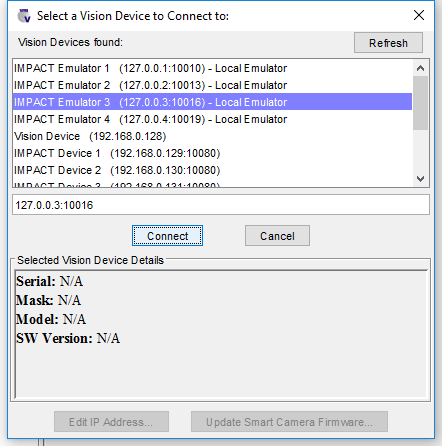 Select a Vision Device to Connect to:
Vision Devices found:
Refresh
IMPACT Emulator 1 (127.0.0.1:10010) - Local Emulator
IMPACT Emulator 2 (127.0.0.2:10013) - Local Emulator
IMPACT Emulator 3 (127.0.0.3:10016) - Local Emulator
IMPACT Emulator 4 (127.0.0.4:10019) - Local Emulator
Vision Device (192.168.0.128)
IMPACT Device 1 (192.168.0.129:10080)
IMPACT Device 2 (192.168.0.130:10080)
IMPACT Device 3 (192.168.0.131:10080)
127.0.0.3:10016
Connect Cancel
Selected Vision Device Details
Serial: N/A
Mask: N/A
Model: N/A
SW Version: N/A
Edit IP Address... Update Smart Camera Firmware...